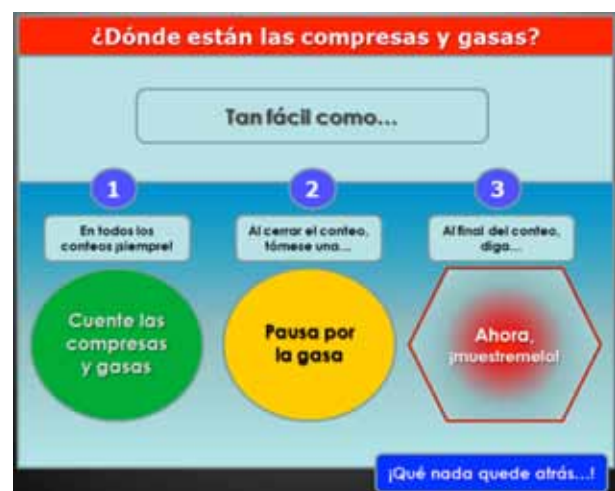 ¿Dónde están las compresas y gasas?
Tan fácil como...
1
En todos los
conteos ¡siempre!
Cuente las
compresas
y gasas
2
Al cerrar el conteo,
tómese una...
Pausa por
la gasa
3
Al final del conteo,
diga...
Ahora,
¡muestremelo!
¡Qué nada quede atrás...!